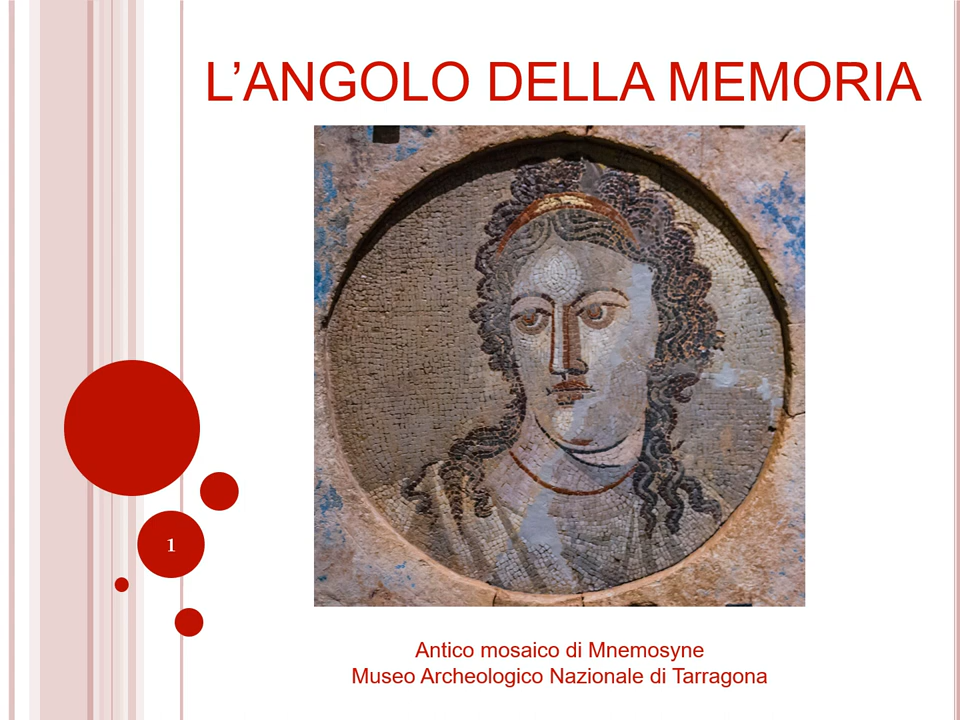 L’ANGOLO DELLA MEMORIA
1
Antico mosaico di Mnemosyne
Museo Archeologico Nazionale di Tarragona